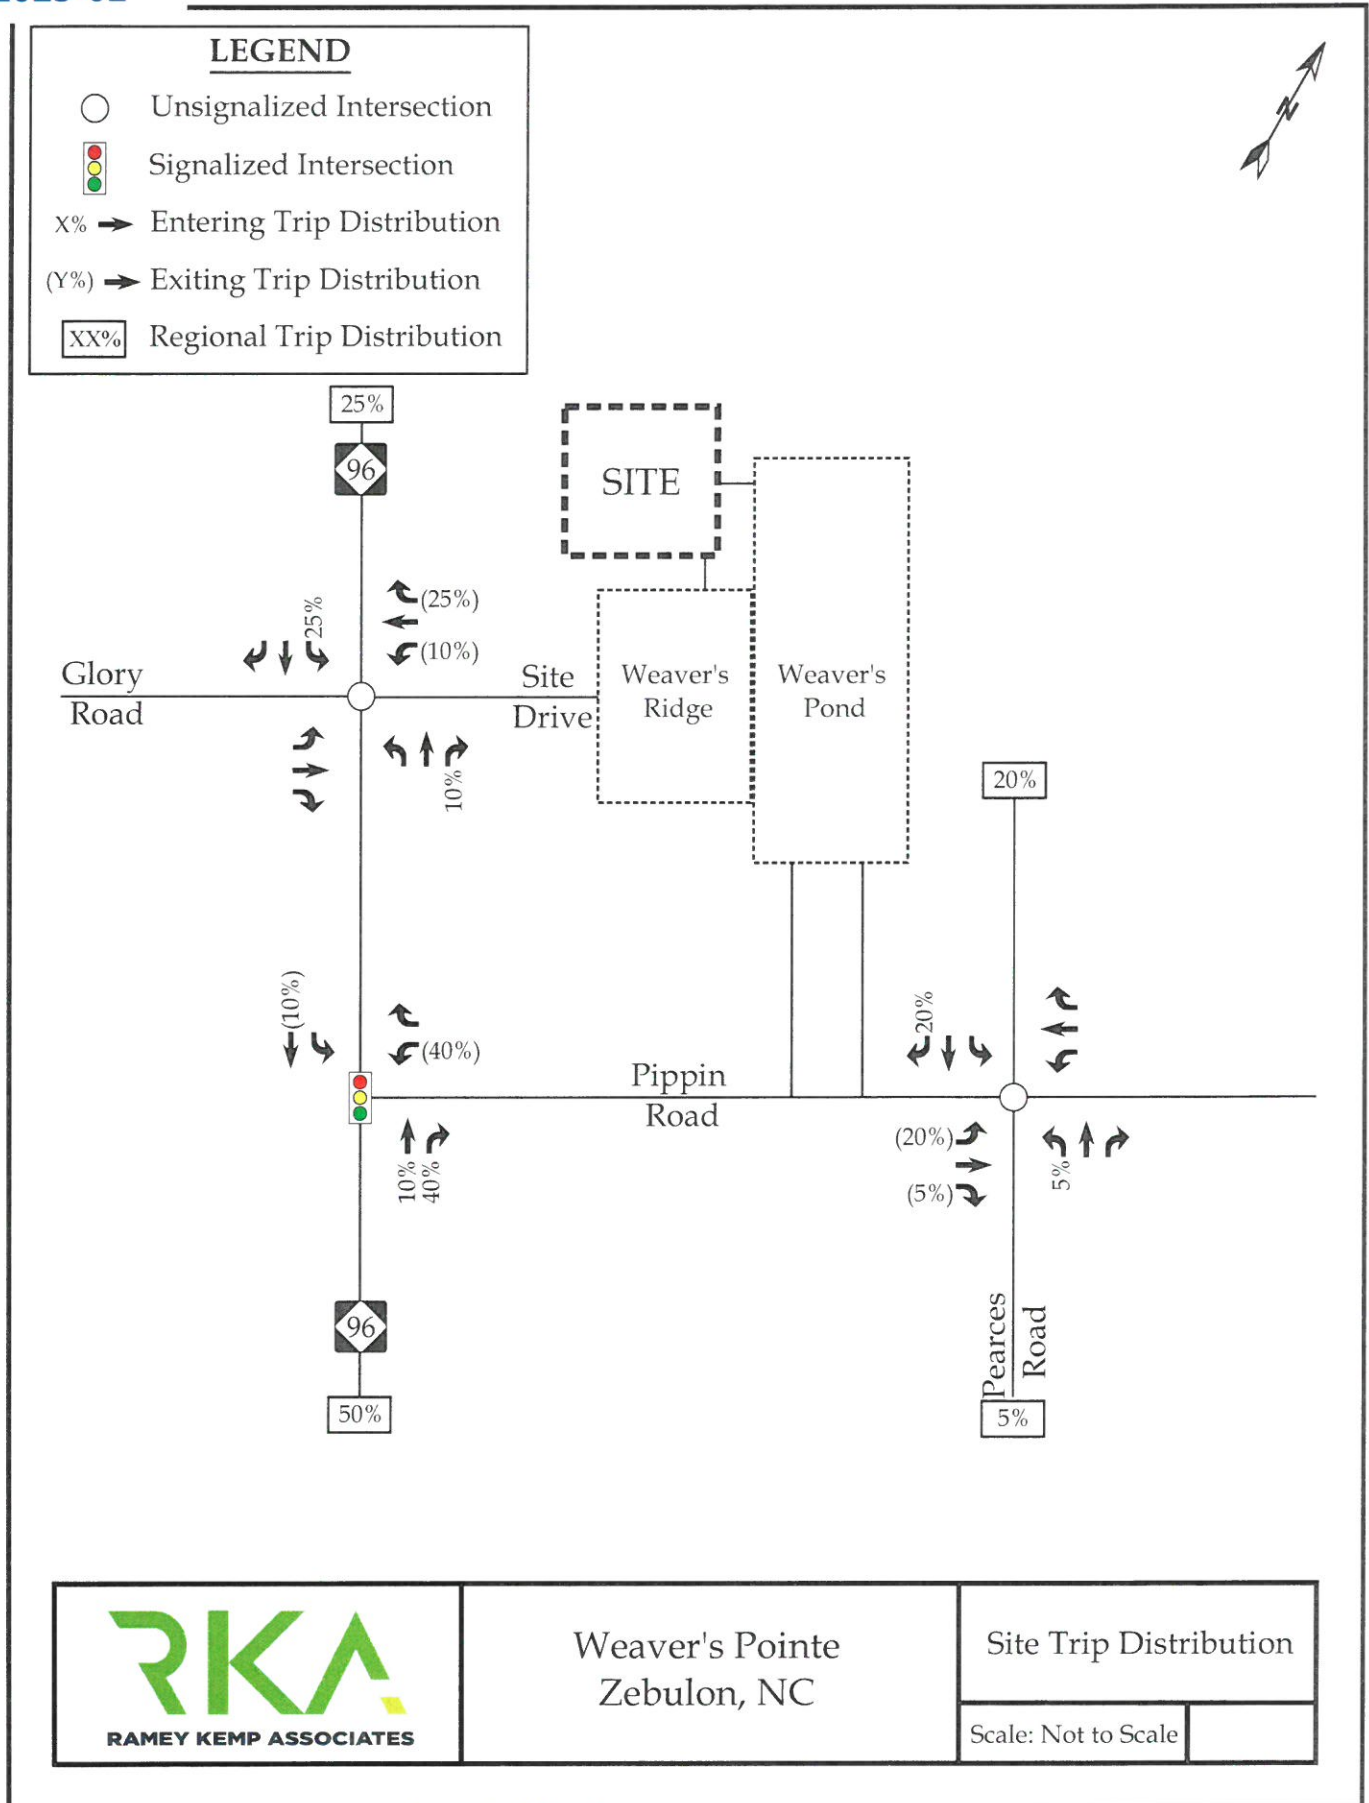 LEGEND
Unsignalized Intersection
Signalized Intersection
X% Entering Trip Distribution
(Y%) Exiting Trip Distribution
XX% Regional Trip Distribution
N
25%
96
SITE
25%
(25%)
(10%)
Glory
Road
Site
Drive
Weaver's
Ridge
Weaver's
Pond
10%
20%
(10%)
(40%)
20%
Pippin
Road
10%
40%
(20%)
(5%)
5%
96
Pearces
Road
50%
5%
RKA
RAMEY KEMP ASSOCIATES
Weaver's Pointe
Zebulon, NC
Site Trip Distribution
Scale: Not to Scale